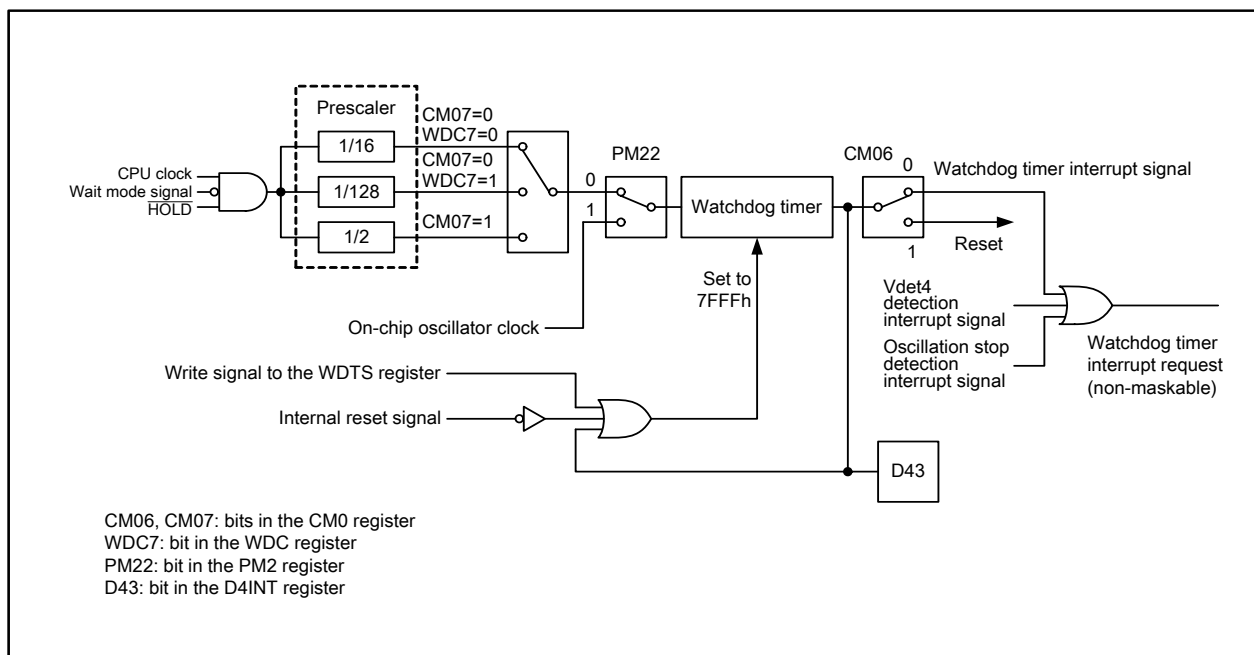 Prescaler
1/16
1/128
1/2
CPU clock
Wait mode signal
HOLD
CM07=0
WDC7=0
CM07=0
WDC7=1
CM07=1
PM22
0
1
Watchdog timer
CM06
0
1
Watchdog timer interrupt signal
Reset
Set to
7FFFh
Vdet4
detection
interrupt signal
Oscillation stop
detection
interrupt signal
Watchdog timer
interrupt request
(non-maskable)
On-chip oscillator clock
Write signal to the WDTS register
Internal reset signal
D43
CM06, CM07: bits in the CM0 register
WDC7: bit in the WDC register
PM22: bit in the PM2 register
D43: bit in the D4INT register